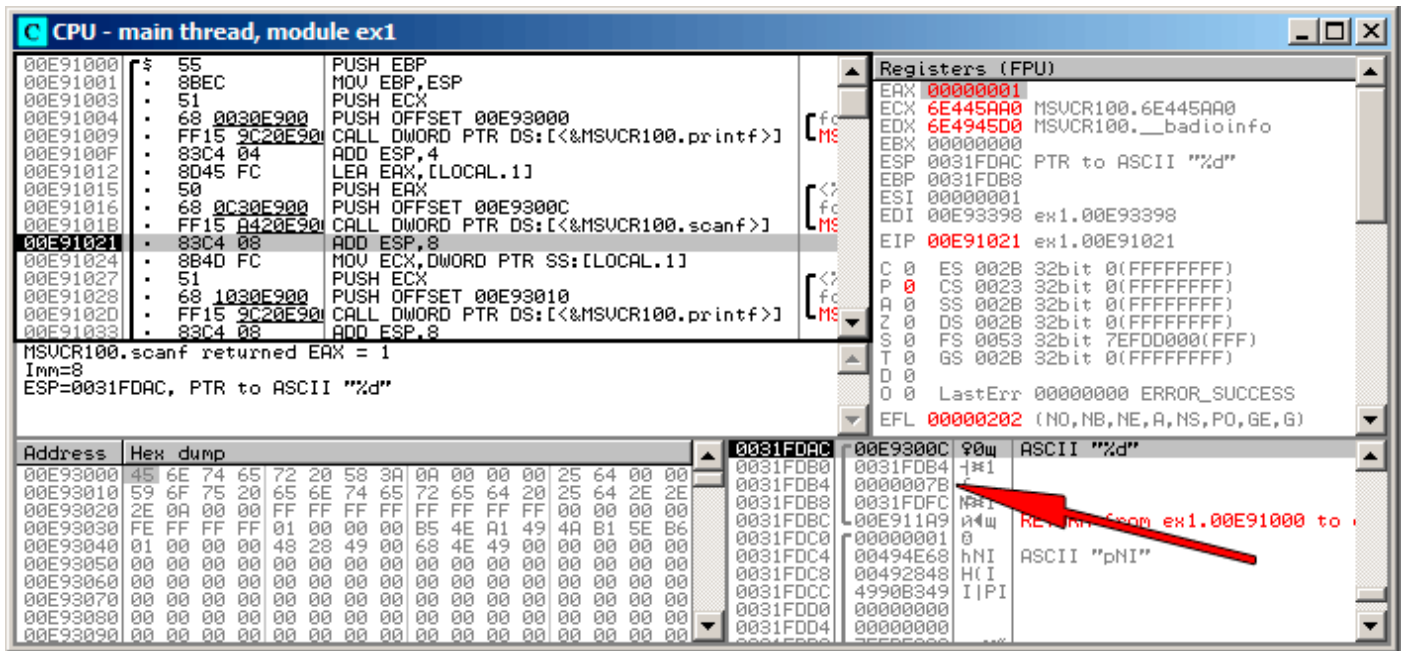 C CPU - main thread, module ex1
00E91000 $ 55 PUSH EBP
00E91001 . 8BEC MOV EBP,ESP
00E91003 . 51 PUSH ECX
00E91004 . 68 0030E900 PUSH OFFSET 00E93000
00E91009 . FF15 9C20E90 CALL DWORD PTR DS:[<&MSVCR100.printf>]
00E9100F . 83C4 04 ADD ESP,4
00E91012 . 8D45 FC LEA EAX,[LOCAL.1]
00E91015 . 50 PUSH EAX
00E91016 . 68 0C30E900 PUSH OFFSET 00E9300C
00E9101B . FF15 A420E90 CALL DWORD PTR DS:[<&MSVCR100.scanf>]
00E91021 . 83C4 08 ADD ESP,8
00E91024 . 8B4D FC MOV ECX,DWORD PTR SS:[LOCAL.1]
00E91027 . 51 PUSH ECX
00E91028 . 68 1030E900 PUSH OFFSET 00E93010
00E9102D . FF15 9C20E90 CALL DWORD PTR DS:[<&MSVCR100.printf>]
00E91033 . 83C4 08 ADD ESP,8
MSVCR100.scanf returned EAX = 1
Imm=8
ESP=0031FDAC, PTR to ASCII "%d"
Registers (FPU)
EAX 00000001
ECX 6E445AA0 MSVCR100.6E445AA0
EDX 6E4945D0 MSVCR100.__badioinfo
EBX 00000000
ESP 0031FDAC PTR to ASCII "%d"
EBP 0031FDB8
ESI 00000001
EDI 00E93398 ex1.00E93398
EIP 00E91021 ex1.00E91021
C 0 ES 002B 32bit 0(FFFFFFFF)
P 0 CS 0023 32bit 0(FFFFFFFF)
A 0 SS 002B 32bit 0(FFFFFFFF)
Z 0 DS 002B 32bit 0(FFFFFFFF)
S 0 FS 0053 32bit 7EFDD000(FFF)
T 0 GS 002B 32bit 0(FFFFFFFF)
D 0
O 0 LastErr 00000000 ERROR_SUCCESS
EFL 00000202 (NO,NB,NE,A,NS,PO,GE,G)
Address Hex dump
00E93000 45 6E 74 65 72 20 58 3A 0A 00 00 00 25 64 00 00
00E93010 59 6F 75 20 65 6E 74 65 72 65 64 20 25 64 2E 2E
00E93020 2E 0A 00 00 FF FF FF FF FF FF FF FF 00 00 00 00
00E93030 FE FF FF FF 01 00 00 00 B5 4E A1 49 4A B1 5E B6
00E93040 01 00 00 00 48 28 49 00 68 4E 49 00 00 00 00 00
00E93050 00 00 00 00 00 00 00 00 00 00 00 00 00 00 00 00
00E93060 00 00 00 00 00 00 00 00 00 00 00 00 00 00 00 00
00E93070 00 00 00 00 00 00 00 00 00 00 00 00 00 00 00 00
00E93080 00 00 00 00 00 00 00 00 00 00 00 00 00 00 00 00
00E93090 00 00 00 00 00 00 00 00 00 00 00 00 00 00 00 00
0031FDAC 00E9300C ♀0щ ASCII "%d"
0031FDB0 0031FDB4
0031FDB4 0000007B
0031FDB8 0031FDFC
0031FDBC 00E911A9 from ex1.00E91000 to
0031FDC0 00000001
0031FDC4 00494E68 hNI ASCII "pNI"
0031FDC8 00492848 H(I
0031FDCC 4990B349 I|PI
0031FDD0 00000000
0031FDD4 00000000